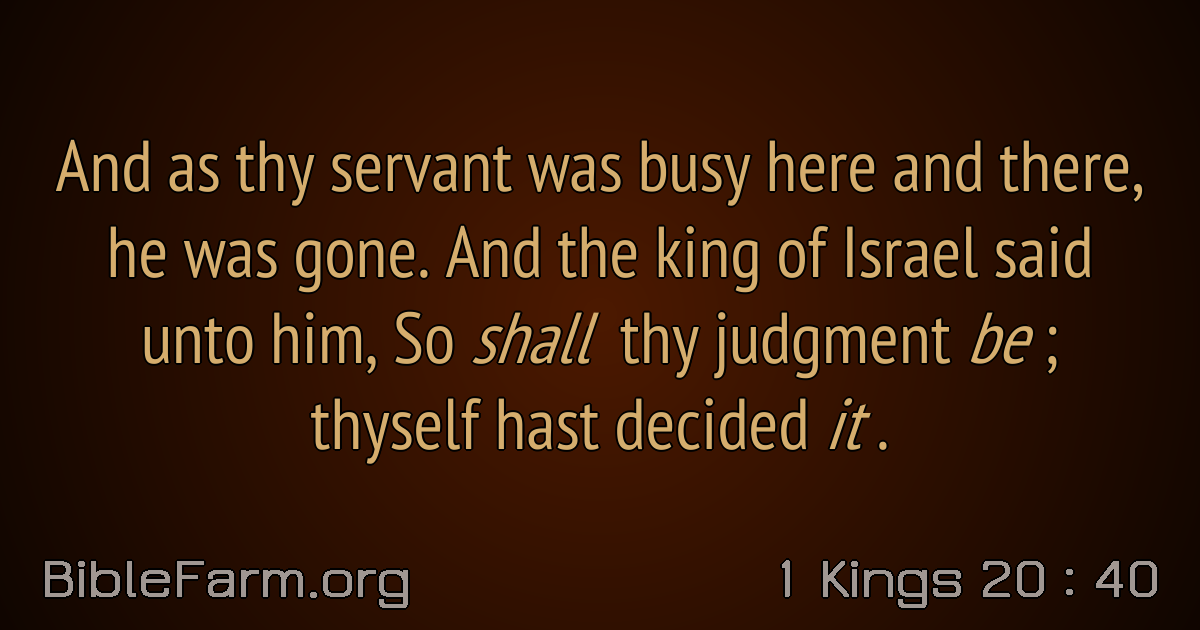 And as thy servant was busy here and there,
he was gone. And the king of Israel said
unto him, So shall thy judgment be ;
thyself hast decided it .
BibleFarm.org
1 Kings 20 : 40